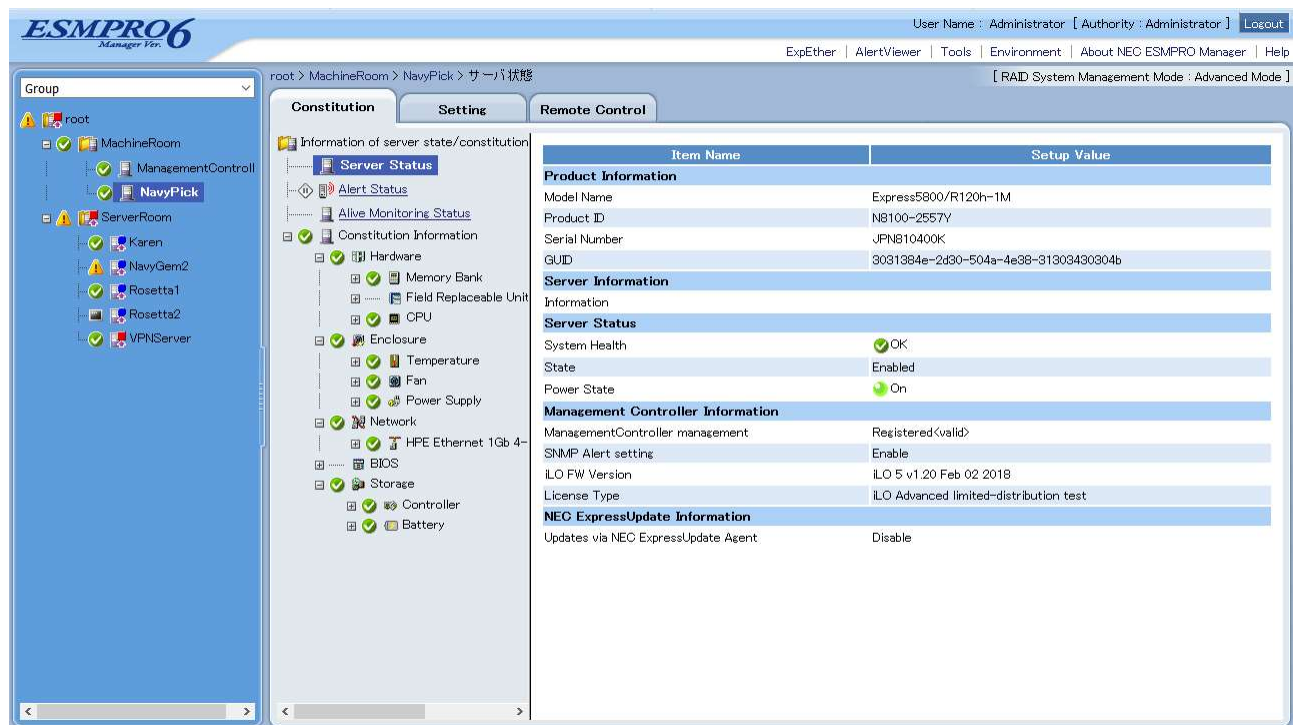 ESMPRO6
Manager Ver.
User Name : Administrator [ Authority : Administrator ] Logout
ExpEther | AlertViewer | Tools | Environment | About NEC ESMPRO Manager | Help
Group
root
MachineRoom
ManagementControll
NavyPick
ServerRoom
Karen
NavyGem2
Rosetta1
Rosetta2
VPNServer
root > MachineRoom > NavyPick > サーバ状態
[ RAID System Management Mode : Advanced Mode ]
Constitution Setting Remote Control
Information of server state/constitution
Server Status
Alert Status
Alive Monitoring Status
Constitution Information
Hardware
Memory Bank
Field Replaceable Unit
CPU
Enclosure
Temperature
Fan
Power Supply
Network
HPE Ethernet 1Gb 4-
BIOS
Storage
Controller
Battery
Item Name Setup Value
Product Information
Model Name Express5800/R120h-1M
Product ID N8100-2557Y
Serial Number JPN810400K
GUID 3031384e-2d30-504a-4e38-31303430304b
Server Information
Information
Server Status
System Health OK
State Enabled
Power State On
Management Controller Information
ManagementController management Registered<valid>
SNMP Alert setting Enable
iLO FW Version iLO 5 v1.20 Feb 02 2018
License Type iLO Advanced limited-distribution test
NEC ExpressUpdate Information
Updates via NEC ExpressUpdate Agent Disable